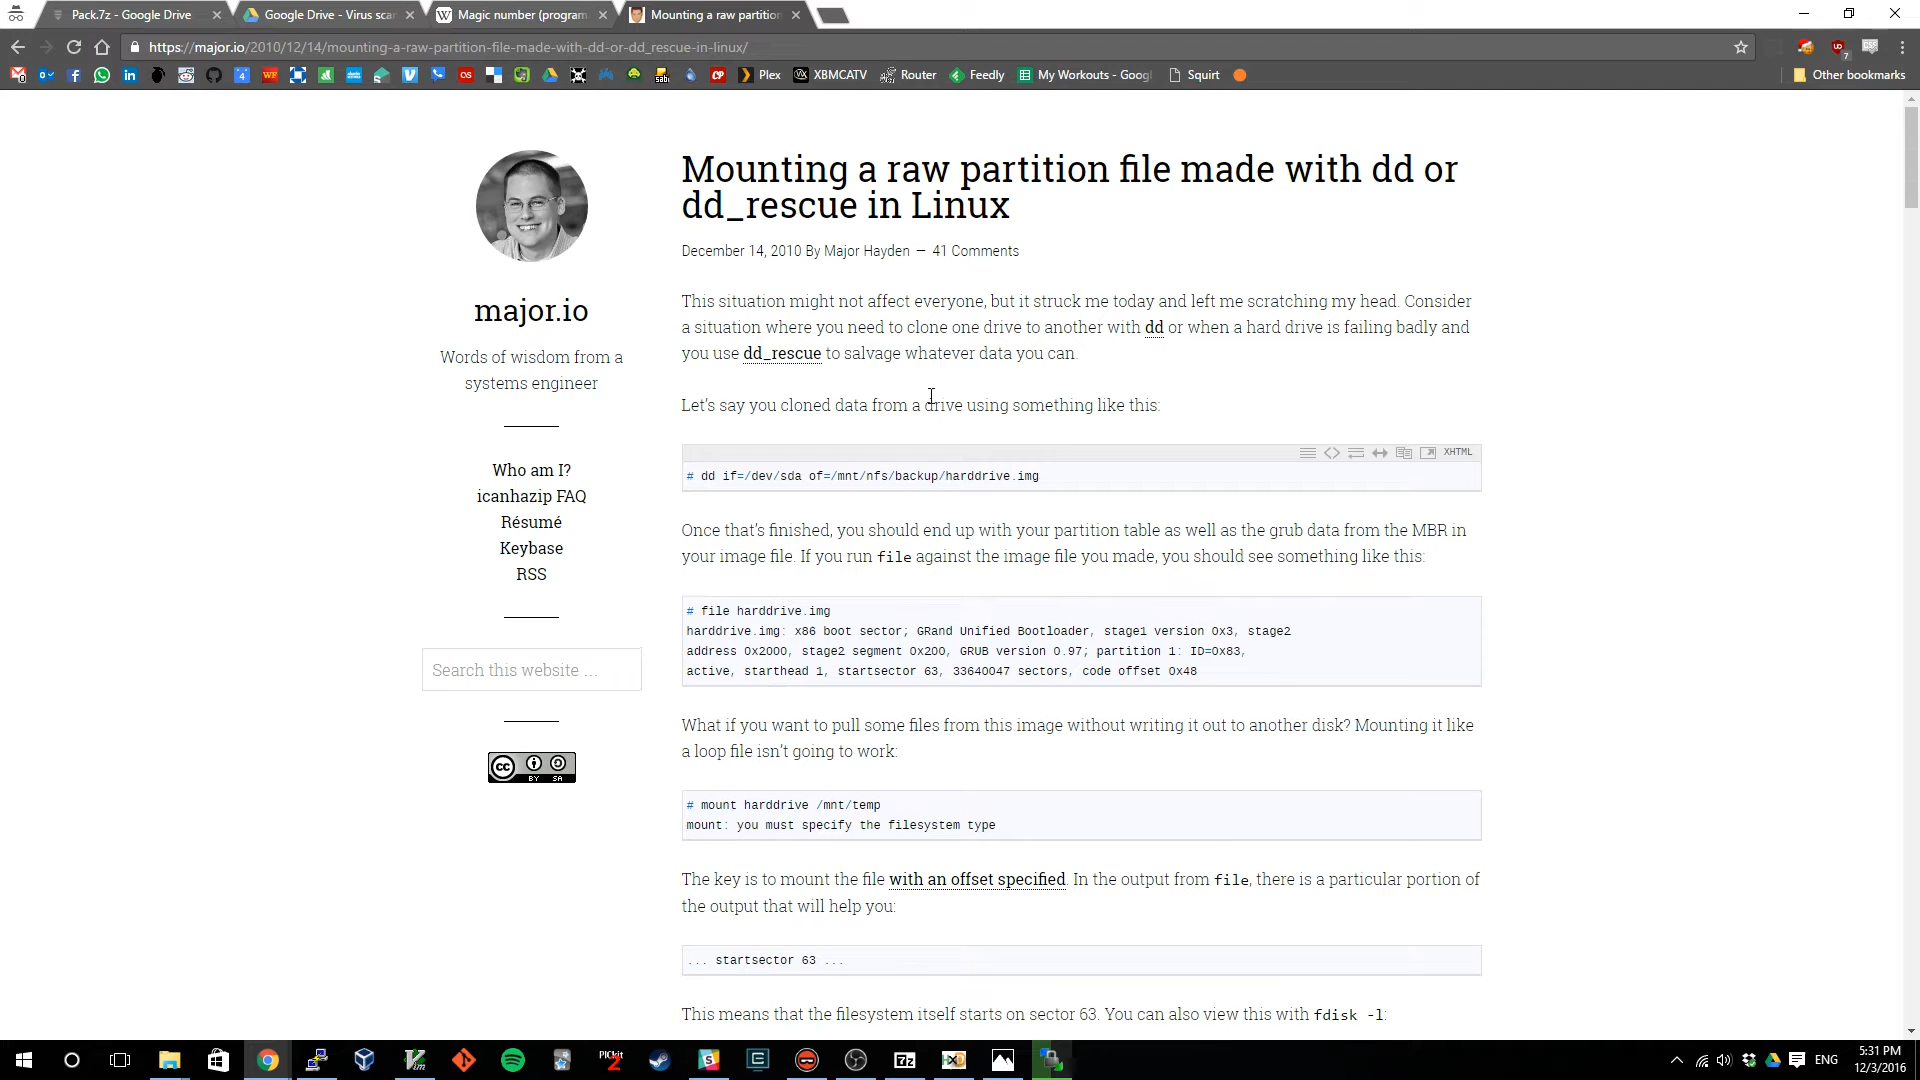 Pack.7z - Google Drive
Google Drive - Virus scan
Magic number (program
Mounting a raw partition
https://major.io/2010/12/14/mounting-a-raw-partition-file-made-with-dd-or-dd_rescue-in-linux/
Plex
XBMCATV
Router
Feedly
My Workouts - Googl
Squirt
Other bookmarks
Mounting a raw partition file made with dd or
dd_rescue in Linux
December 14, 2010 By Major Hayden — 41 Comments
major.io
Words of wisdom from a
systems engineer
Who am I?
icanhazip FAQ
Résumé
Keybase
RSS
Search this website …
BY SA
This situation might not affect everyone, but it struck me today and left me scratching my head. Consider
a situation where you need to clone one drive to another with dd or when a hard drive is failing badly and
you use dd_rescue to salvage whatever data you can.
Let's say you cloned data from a drive using something like this:
XHTML
# dd if=/dev/sda of=/mnt/nfs/backup/harddrive.img
Once that's finished, you should end up with your partition table as well as the grub data from the MBR in
your image file. If you run file against the image file you made, you should see something like this:
# file harddrive.img
harddrive.img: x86 boot sector; GRand Unified Bootloader, stage1 version 0x3, stage2
address 0x2000, stage2 segment 0x200, GRUB version 0.97; partition 1: ID=0x83,
active, starthead 1, startsector 63, 33640047 sectors, code offset 0x48
What if you want to pull some files from this image without writing it out to another disk? Mounting it like
a loop file isn't going to work:
# mount harddrive /mnt/temp
mount: you must specify the filesystem type
The key is to mount the file with an offset specified. In the output from file, there is a particular portion of
the output that will help you:
... startsector 63 ...
This means that the filesystem itself starts on sector 63. You can also view this with fdisk -l:
ENG
5:31 PM
12/3/2016